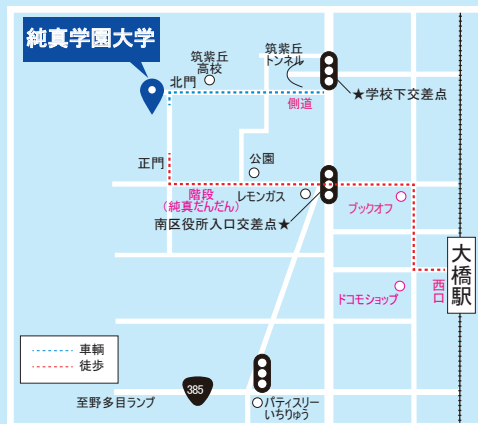 純真学園大学
筑紫丘
高校
筑紫丘
トンネル
北門
側道
★学校下交差点
正門
公園
階段
(純真だんだん)
レモンガス
南区役所入口交差点★
ブックオフ
大橋駅
西口
ドコモショップ
車輌
徒歩
385
至野多目ランプ
パティスリー
いちりゅう